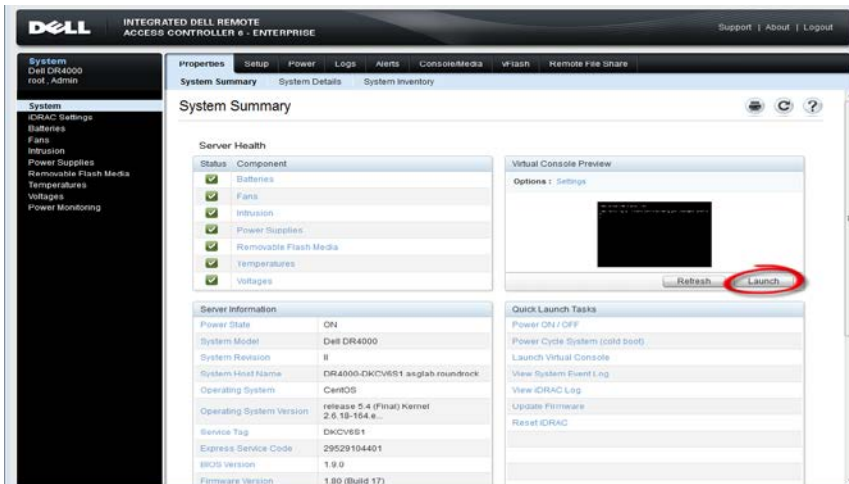 DELL
INTEGRATED DELL REMOTE
ACCESS CONTROLLER 6 - ENTERPRISE
Support | About | Logout
System
Dell DR4000
root , Admin
Properties Setup Power Logs Alerts Console/Media vFlash Remote File Share
System Summary System Details System Inventory
System
iDRAC Settings
Batteries
Fans
Intrusion
Power Supplies
Removable Flash Media
Temperatures
Voltages
Power Monitoring
System Summary
Server Health
Status Component
Batteries
Fans
Intrusion
Power Supplies
Removable Flash Media
Temperatures
Voltages
Virtual Console Preview
Options : Settings
Refresh Launch
Server Information
Power State ON
System Model Dell DR4000
System Revision II
System Host Name DR4000-DKCV6S1.asglab.roundrock
Operating System CentOS
Operating System Version release 5.4 (Final) Kernel
2.6.18-164.e...
Service Tag DKCV6S1
Express Service Code 29529104401
BIOS Version 1.9.0
Firmware Version 1.80 (Build 17)
Quick Launch Tasks
Power ON / OFF
Power Cycle System (cold boot)
Launch Virtual Console
View System Event Log
View iDRAC Log
Update Firmware
Reset iDRAC